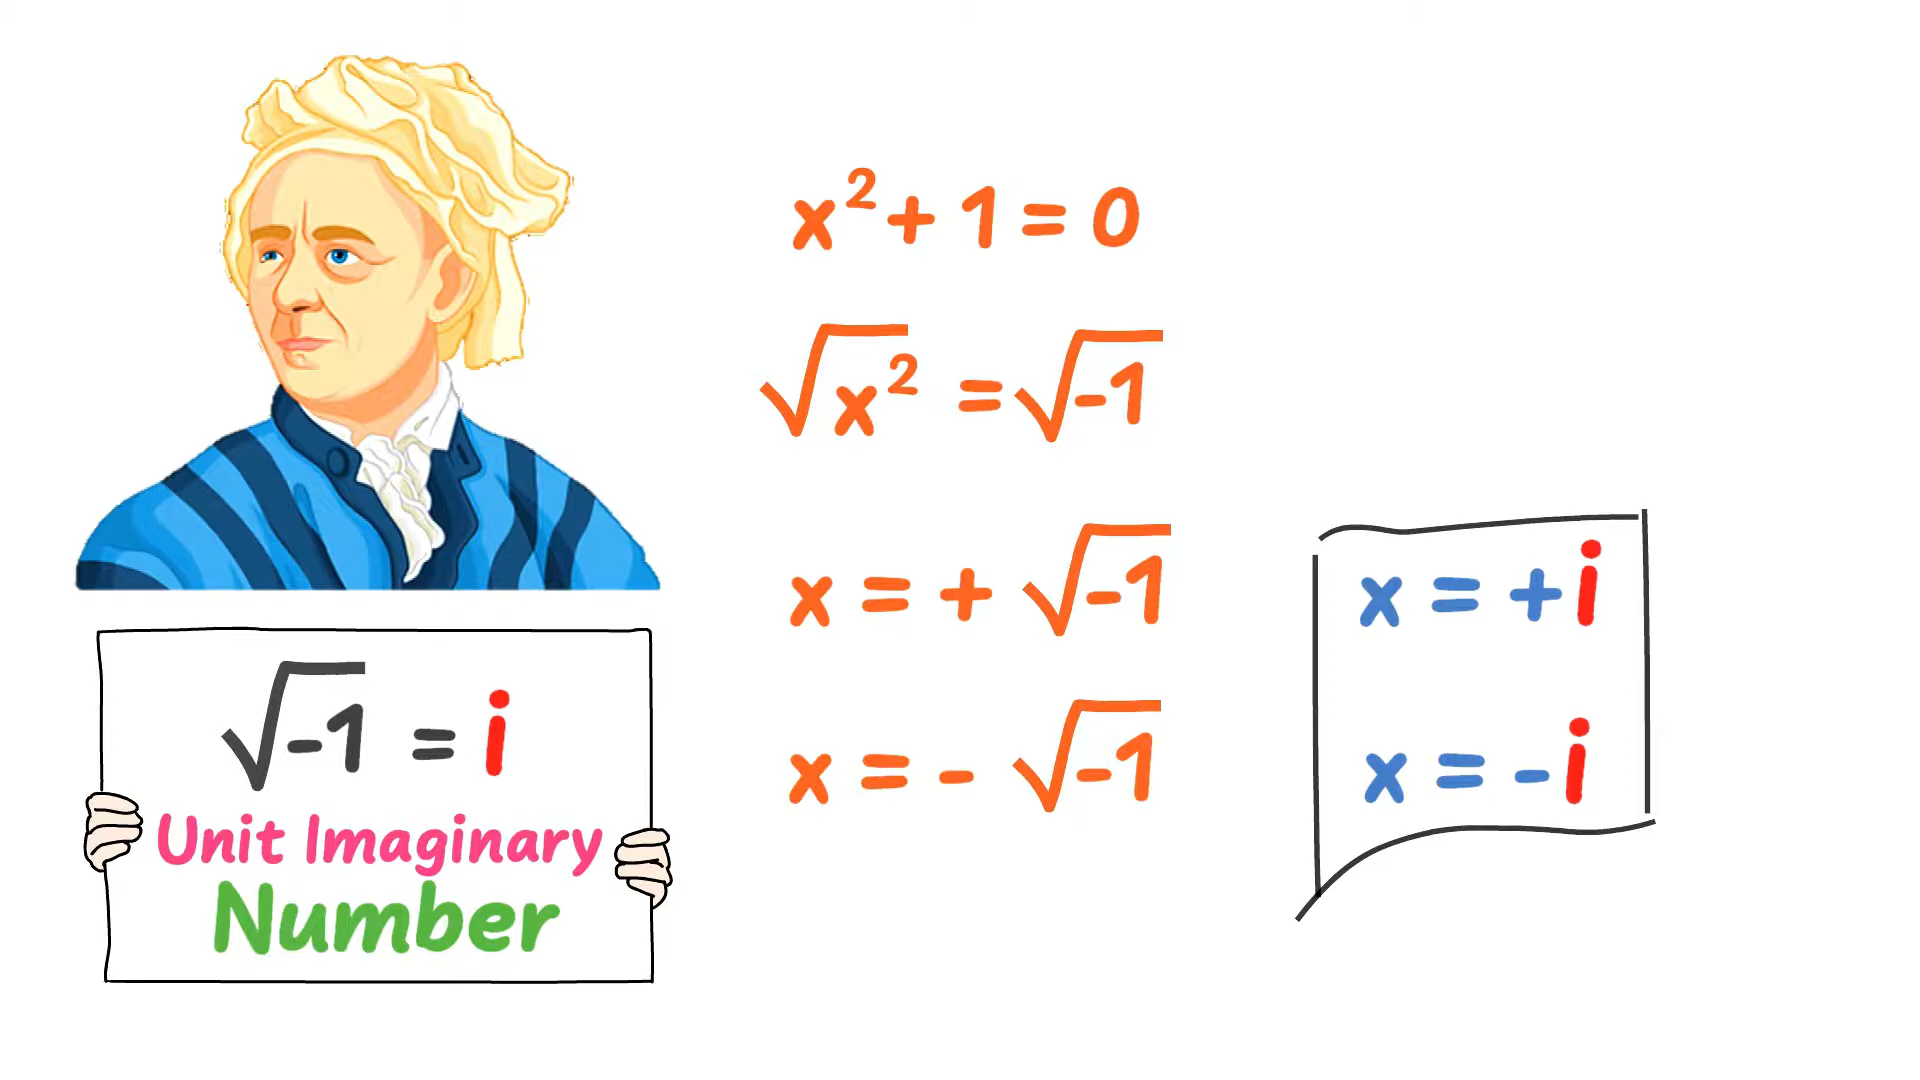 x² + 1 = 0
√x² = √-1
x = + √-1
x = - √-1
x = +i
x = -i
√-1 = i
Unit Imaginary
Number